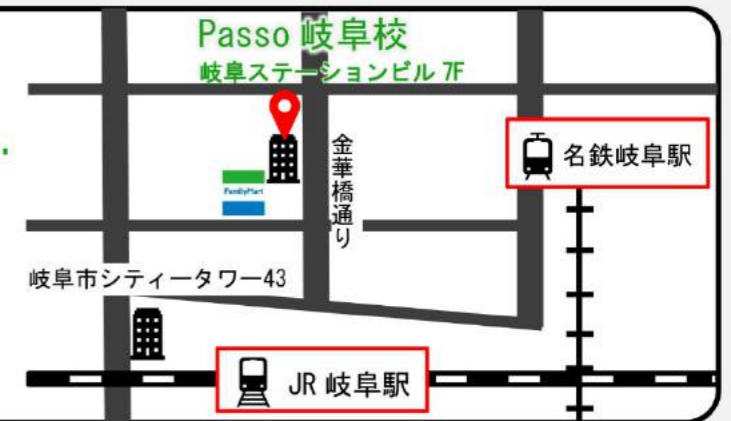 Passo 岐阜校
岐阜ステーションビル 7F
金華橋通り
名鉄岐阜駅
FamilyMart
岐阜市シティータワー43
JR 岐阜駅